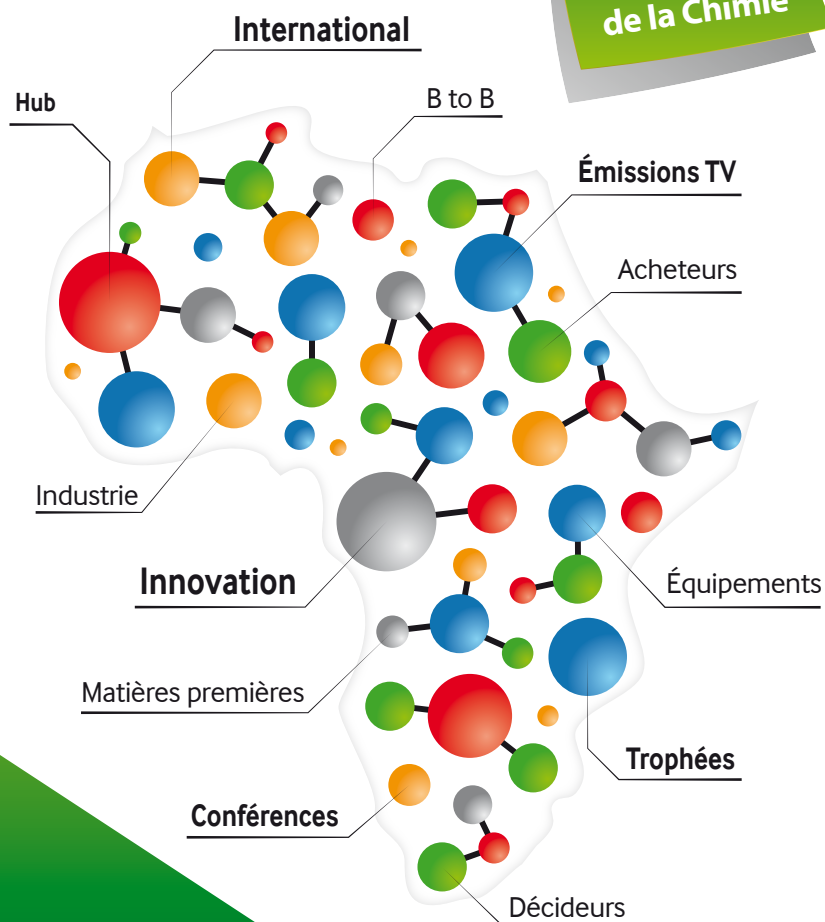 de la Chimie
International
Hub
B to B
Émissions TV
Acheteurs
Industrie
Innovation
Équipements
Matières premières
Trophées
Conférences
Décideurs